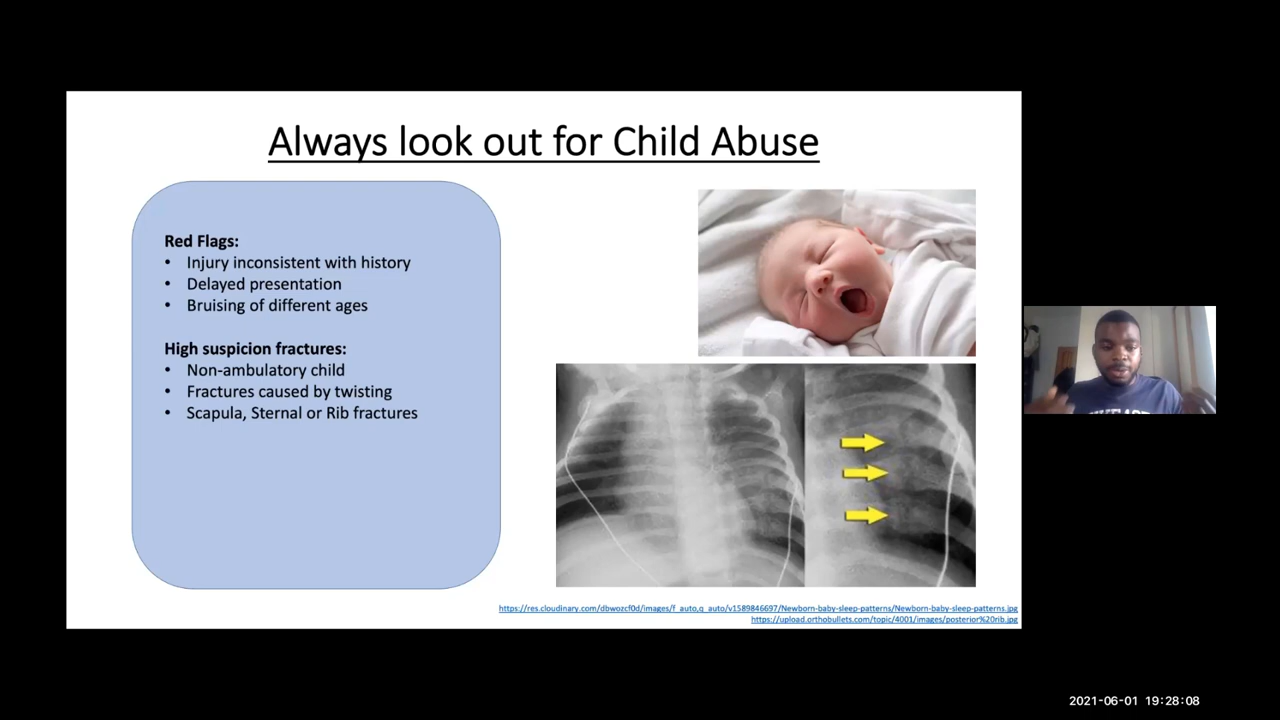 Always look out for Child Abuse
Red Flags:
• Injury inconsistent with history
• Delayed presentation
• Bruising of different ages
High suspicion fractures:
• Non-ambulatory child
• Fractures caused by twisting
• Scapula, Sternal or Rib fractures
https://res.cloudinary.com/dbwozcf0d/images/f_auto,q_auto/v1589846697/Newborn-baby-sleep-patterns/Newborn-baby-sleep-patterns.jpg
https://upload.orthobullets.com/topic/4001/images/posterior%20rib.jpg
2021-06-01 19:28:08